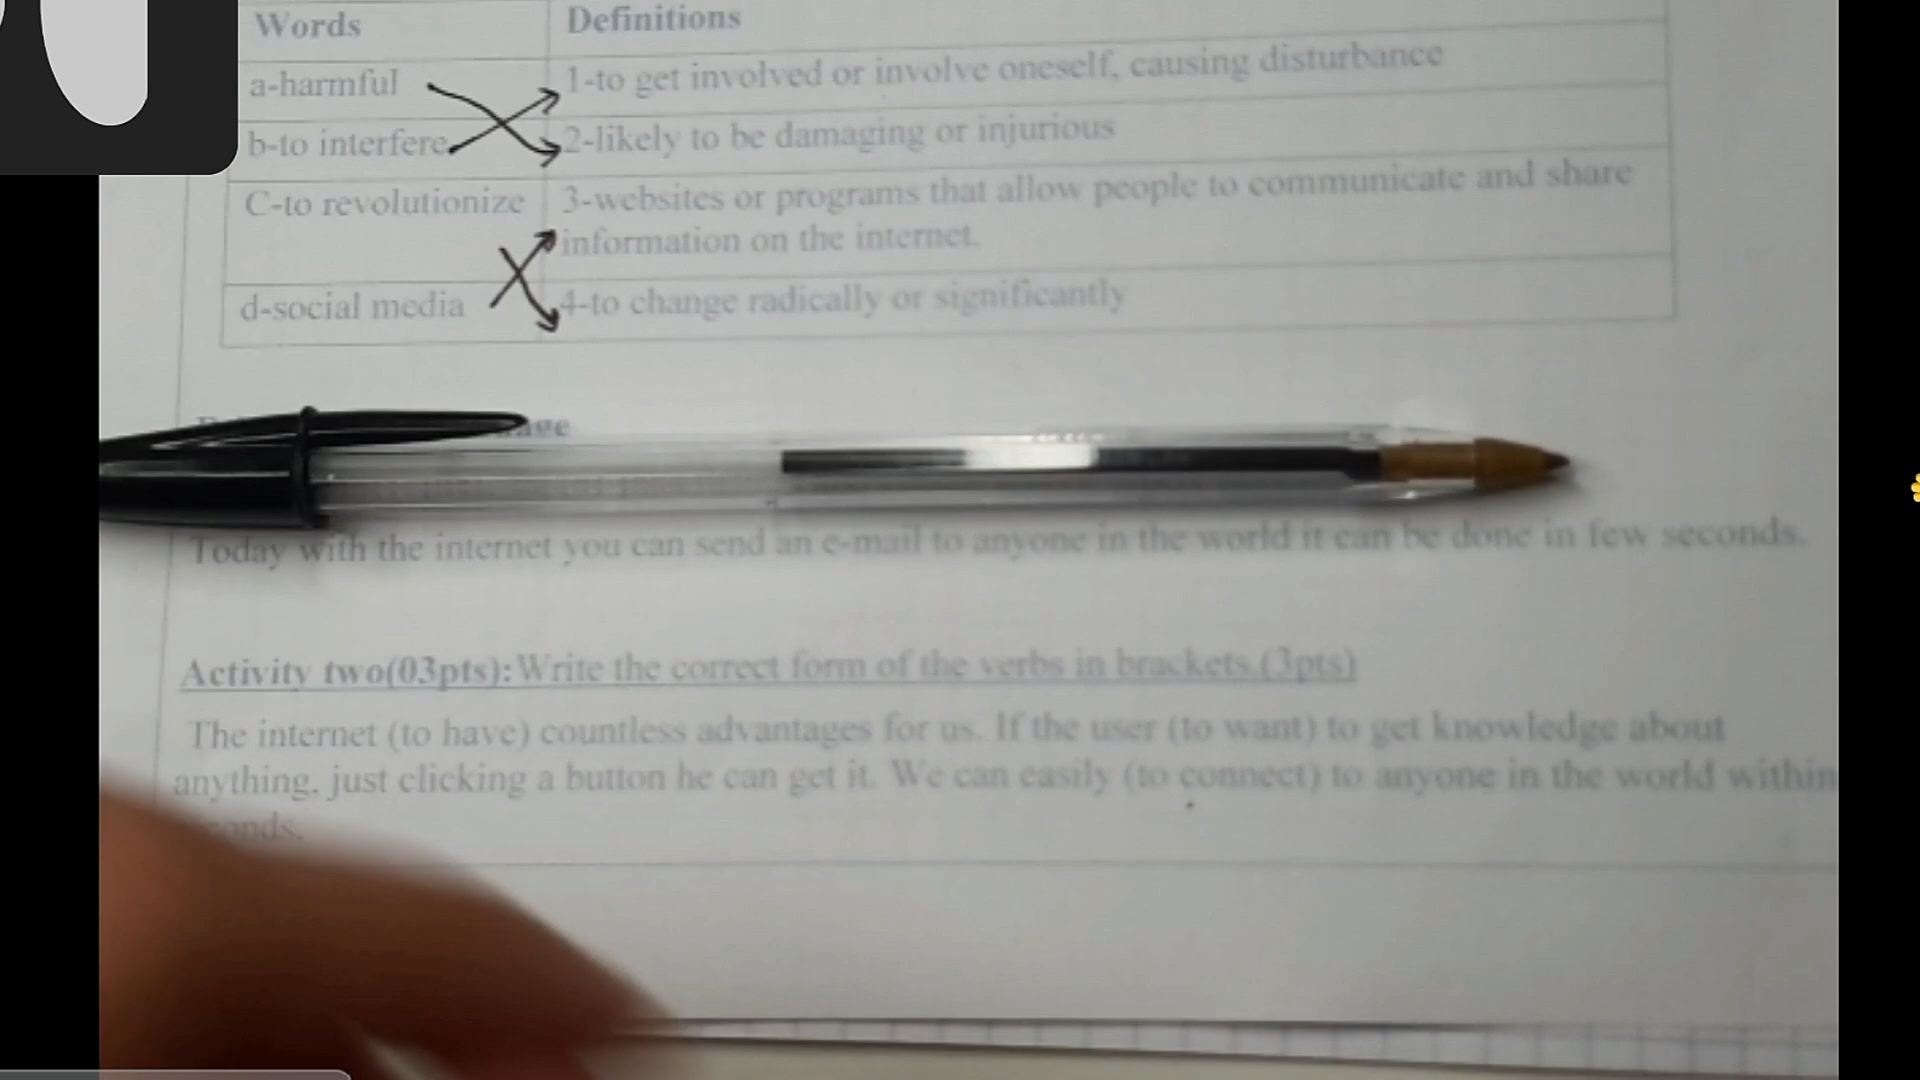 Words
Definitions
a-harmful
1-to get involved or involve oneself, causing disturbance
b-to interfere
2-likely to be damaging or injurious
C-to revolutionize
3-websites or programs that allow people to communicate and share
information on the internet.
d-social media
4-to change radically or significantly
Today with the internet you can send an e-mail to anyone in the world it can be done in few seconds.
Activity two(03pts):Write the correct form of the verbs in brackets.(3pts)
The internet (to have) countless advantages for us. If the user (to want) to get knowledge about
anything, just clicking a button he can get it. We can easily (to connect) to anyone in the world within